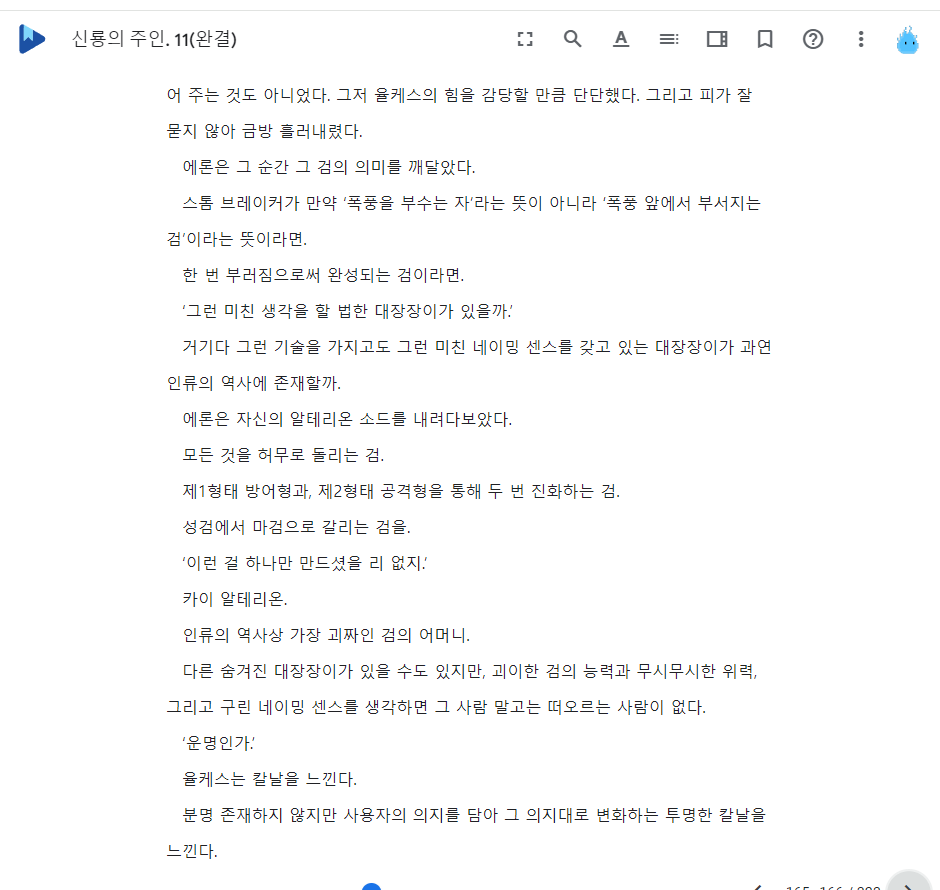 신룡의 주인. 11(완결)
어 주는 것도 아니었다. 그저 율케스의 힘을 감당할 만큼 단단했다. 그리고 피가 잘
묻지 않아 금방 흘러내렸다.
에론은 그 순간 그 검의 의미를 깨달았다.
스톰 브레이커가 만약 ‘폭풍을 부수는 자’라는 뜻이 아니라 ‘폭풍 앞에서 부서지는
검’이라는 뜻이라면.
한 번 부러짐으로써 완성되는 검이라면.
‘그런 미친 생각을 할 법한 대장장이가 있을까.’
거기다 그런 기술을 가지고도 그런 미친 네이밍 센스를 갖고 있는 대장장이가 과연
인류의 역사에 존재할까.
에론은 자신의 알테리온 소드를 내려다보았다.
모든 것을 허무로 돌리는 검.
제1형태 방어형과, 제2형태 공격형을 통해 두 번 진화하는 검.
성검에서 마검으로 갈리는 검을.
‘이런 걸 하나만 만드셨을 리 없지.’
카이 알테리온.
인류의 역사상 가장 괴짜인 검의 어머니.
다른 숨겨진 대장장이가 있을 수도 있지만, 괴이한 검의 능력과 무시무시한 위력,
그리고 구린 네이밍 센스를 생각하면 그 사람 말고는 떠오르는 사람이 없다.
‘운명인가.’
율케스는 칼날을 느낀다.
분명 존재하지 않지만 사용자의 의지를 담아 그 의지대로 변화하는 투명한 칼날을
느낀다.